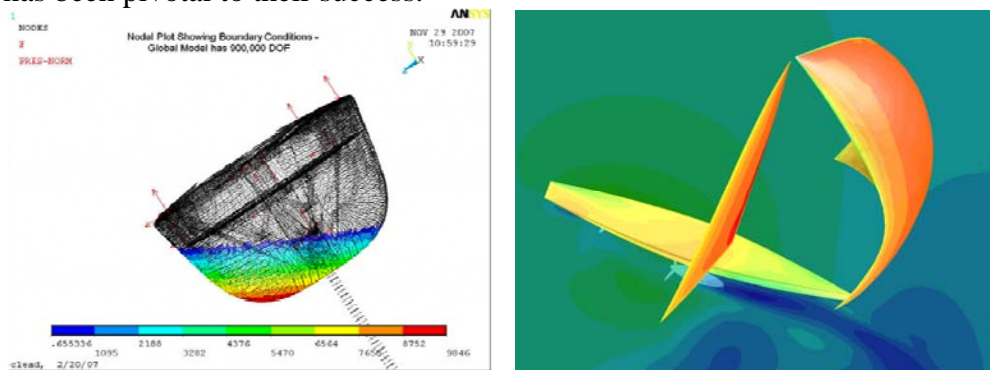 has been pivotal to their success.
ANSYS
1
NODES
F
PRES-NORM
Nodal Plot Showing Boundary Conditions -
Global Model has 900,000 DOF
NOV 29 2007
10:59:29
Y
X
.655336 2188 4376 6564 8752
1095 3282 5470 9846
clead, 2/20/07